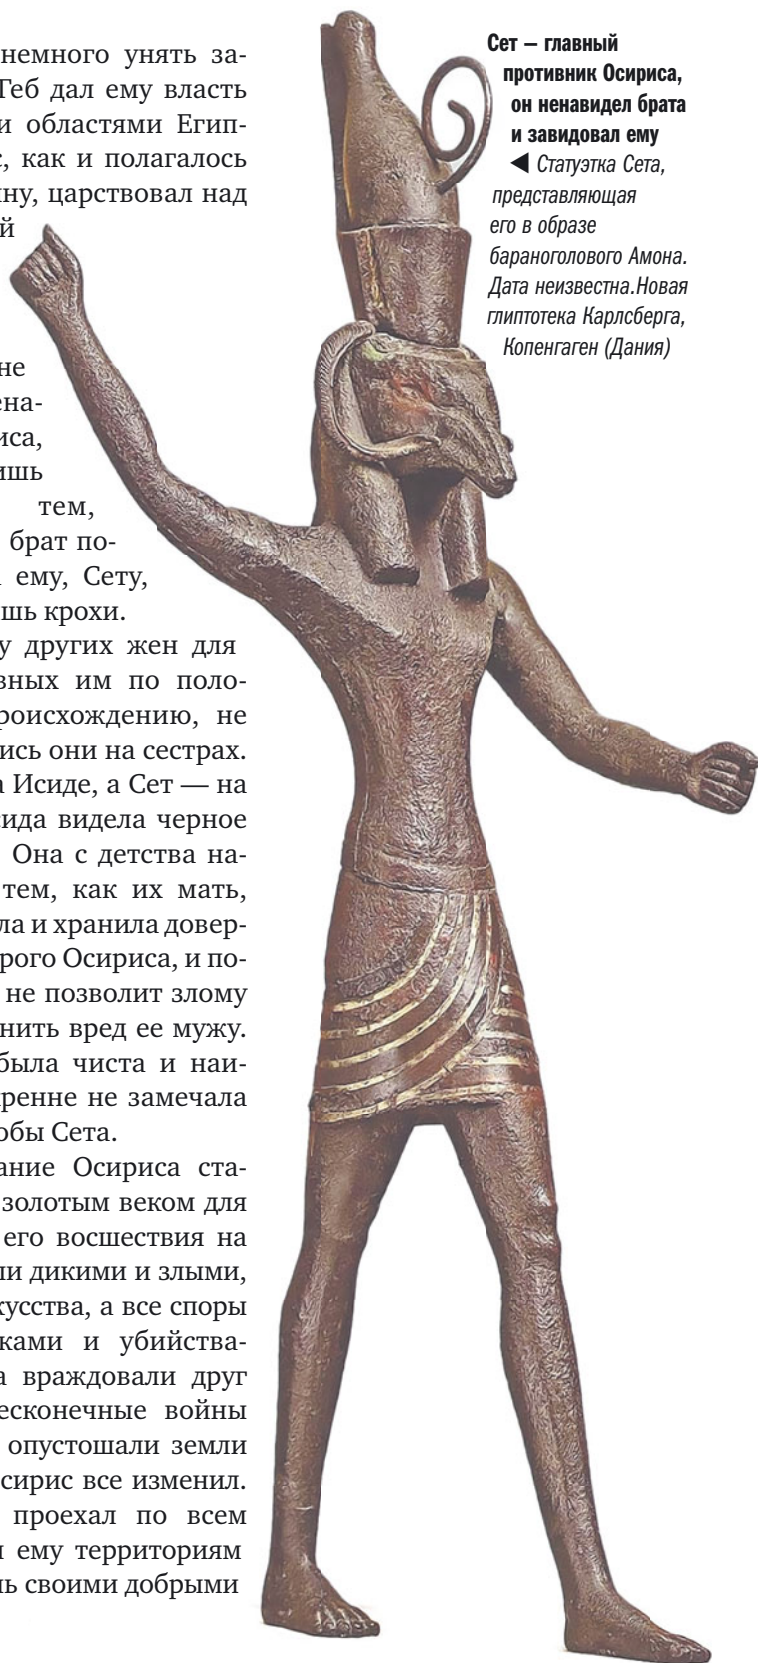 немного унять за-
Геб дал ему власть
и областями Егип-
с, как и полагалось
ну, царствовал над
й
не
ена-
иса,
ишь
тем,
брат по-
ему, Сету,
шь крохи.
у других жен для
вных им по поло-
роисхождению, не
ись они на сестрах.
а Исиде, а Сет — на
сида видела черное
Она с детства на-
тем, как их мать,
ла и хранила довер-
рого Осириса, и по-
не позволит злому
нить вред ее мужу.
была чиста и наи-
кренне не замечала
обы Сета.
ание Осириса ста-
золотым веком для
его восшествия на
ли дикими и злыми,
кусства, а все споры
ками и убийства-
а враждовали друг
есконечные войны
опустошали земли
сирис все изменил.
проехал по всем
и ему территориям
ь своими добрыми
Сет – главный
противник Осириса,
он ненавидел брата
и завидовал ему
◀ Статуэтка Сета,
представляющая
его в образе
бараноголового Амона.
Дата неизвестна.Новая
глиптотека Карлсберга,
Копенгаген (Дания)